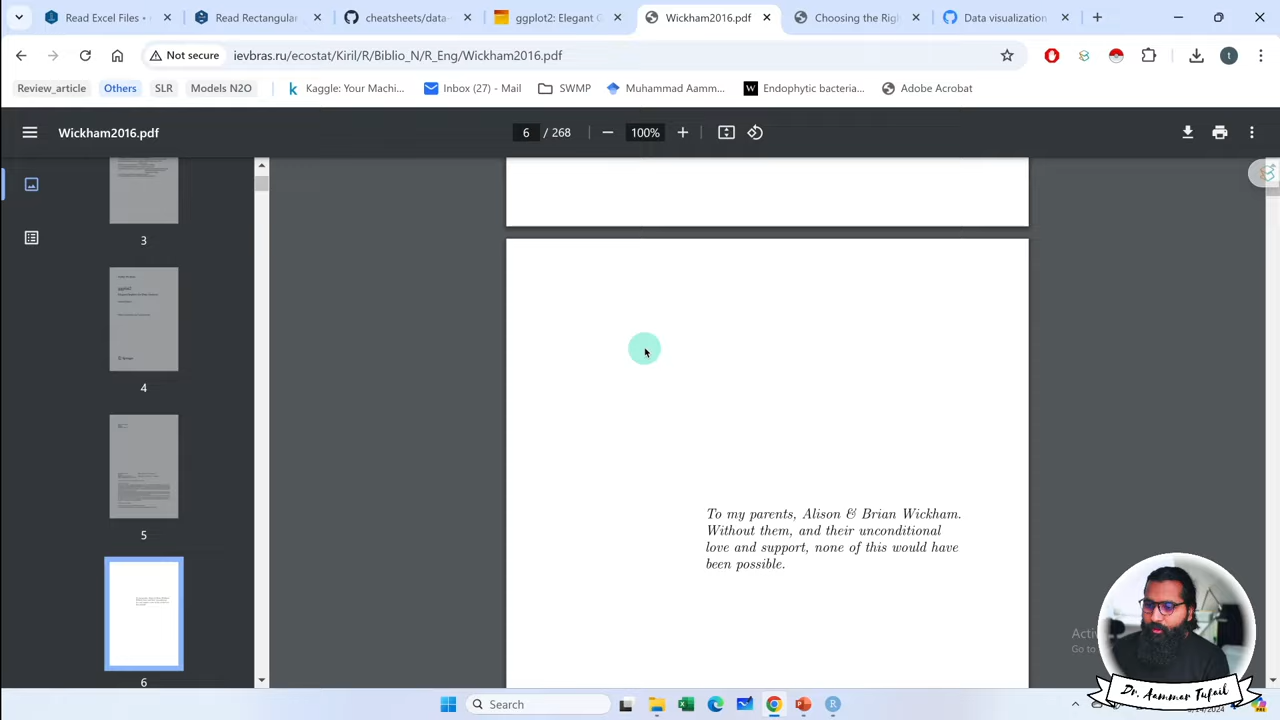 Read Excel Files •
Read Rectangular
cheatsheets/data-
ggplot2: Elegant G
Wickham2016.pdf
Choosing the Rig
Data visualization
Not secure
ievbras.ru/ecostat/Kiril/R/Biblio_N/R_Eng/Wickham2016.pdf
t
Review_article
Others
SLR
Models N2O
Kaggle: Your Machi...
Inbox (27) - Mail
SWMP
Muhammad Aamm...
Endophytic bacteria...
Adobe Acrobat
Wickham2016.pdf
6 / 268
100%
3
4
5
6
To my parents, Alison & Brian Wickham.
Without them, and their unconditional
love and support, none of this would have
been possible.
Search
Dr. Aammar Tufail